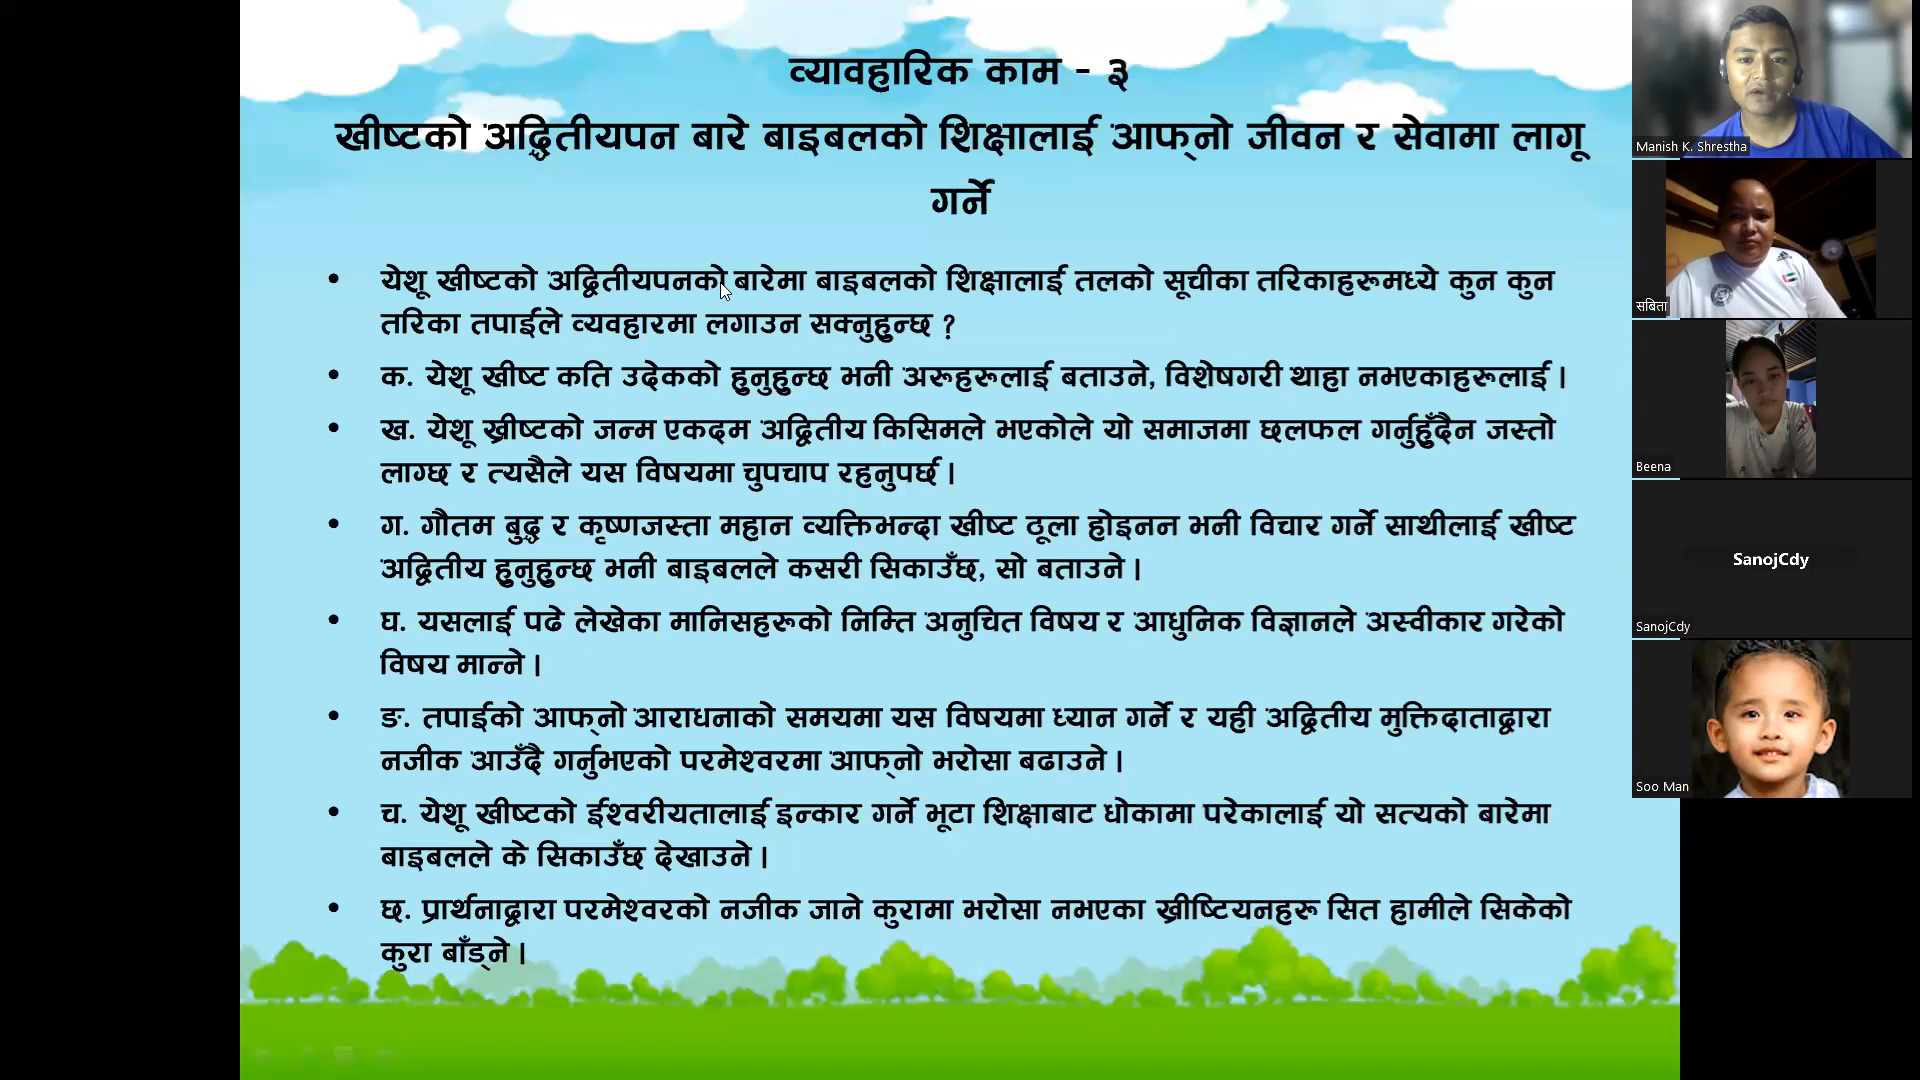 व्यावहारिक काम - ३
खीष्टको अद्वितीयपन बारे बाइबलको शिक्षालाई आफ्‌नो जीवन र सेवामा लागू
गर्ने
• येशू खीष्टको अद्वितीयपनको बारेमा बाइबलको शिक्षालाई तलको सूचीका तरिकाहरूमध्ये कुन कुन
तरिका तपाईले व्यवहारमा लगाउन सक्नुहुन्छ ?
• क. येशू खीष्ट कति उदेकको हुनुहुन्छ भनी अरूहरूलाई बताउने, विशेषगरी थाहा नभएकाहरूलाई ।
• ख. येशू ख्रीष्टको जन्म एकदम अद्वितीय किसिमले भएकोले यो समाजमा छलफल गर्नुहुँदैन जस्तो
लाग्छ र त्यसैले यस विषयमा चुपचाप रहनुपर्छ ।
• ग. गौतम बुद्ध र कृष्णजस्ता महान व्यक्तिभन्दा खीष्ट ठूला होइनन भनी विचार गर्ने साथीलाई खीष्ट
अद्वितीय हुनुहुन्छ भनी बाइबलले कसरी सिकाउँछ, सो बताउने ।
• घ. यसलाई पढे लेखेका मानिसहरूको निम्ति अनुचित विषय र आधुनिक विज्ञानले अस्वीकार गरेको
विषय मान्ने ।
• ङ. तपाईको आफ्‌नो आराधनाको समयमा यस विषयमा ध्यान गर्ने र यही अद्वितीय मुक्तिदाताद्वारा
नजीक आउँदै गर्नुभएको परमेश्वरमा आफ्‌नो भरोसा बढाउने ।
• च. येशू खीष्टको ईश्वरीयतालाई इन्कार गर्ने भूटा शिक्षाबाट धोकामा परेकालाई यो सत्यको बारेमा
बाइबलले के सिकाउँछ देखाउने ।
• छ. प्रार्थनाद्वारा परमेश्वरको नजीक जाने कुरामा भरोसा नभएका ख्रीष्टियनहरू सित हामीले सिकेको
कुरा बाँड्‌ने ।
Manish K. Shrestha
सबिता
Beena
SanojCdy
SanojCdy
Soo Man